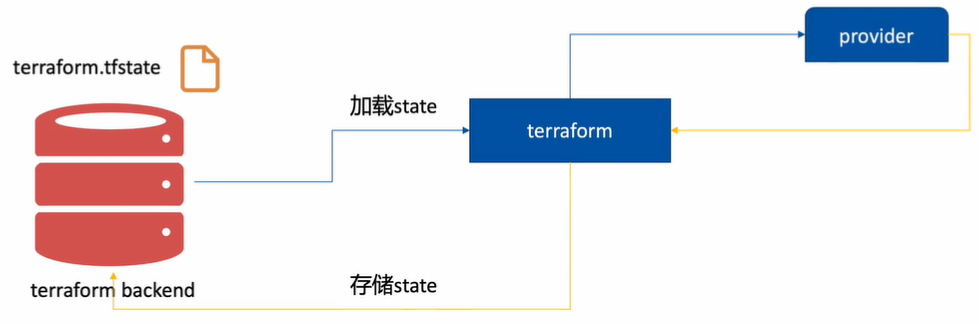 provider
terraform.tfstate
加载state
terraform
存储state
terraform backend